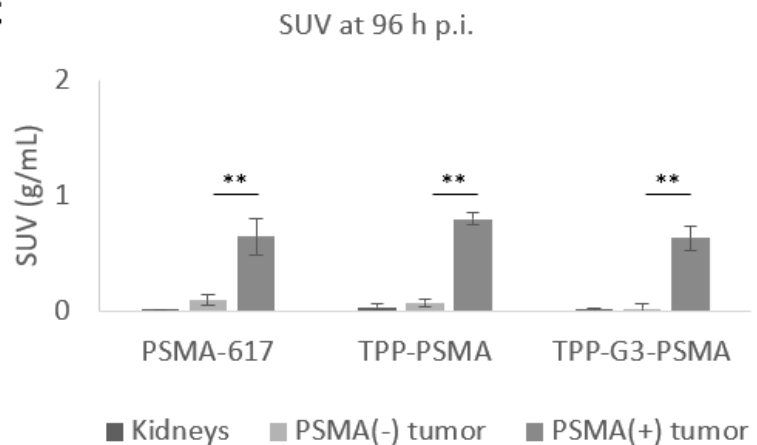 SUV at 96 h p.i.
2
1
0
SUV (g/mL)
** ** **
PSMA-617 TPP-PSMA TPP-G3-PSMA
Kidneys PSMA(-) tumor PSMA(+) tumor